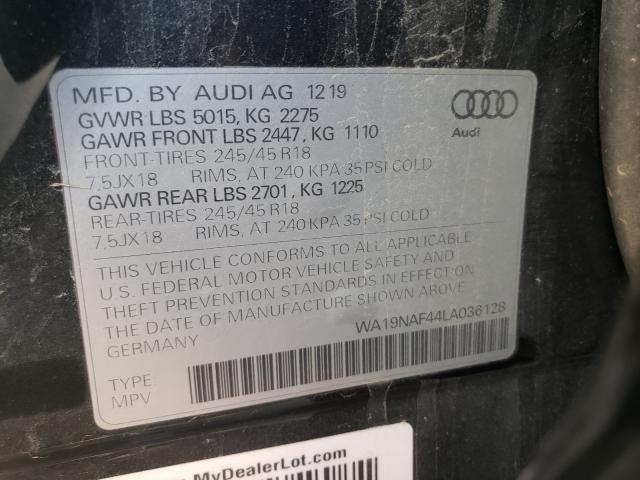 MFD. BY AUDI AG 1219
GVWR LBS 5015, KG 2275
GAWR FRONT LBS 2447, KG 1110
FRONT-TIRES 245/45 R18
7,5JX18 RIMS, AT 240 KPA 35 PSI COLD
GAWR REAR LBS 2701, KG 1225
REAR-TIRES 245/45 R18
7,5JX18 RIMS, AT 240 KPA 35 PSI COLD
Audi
THIS VEHICLE CONFORMS TO ALL APPLICABLE
U.S. FEDERAL MOTOR VEHICLE SAFETY AND
THEFT PREVENTION STANDARDS IN EFFECT ON
THE DATE OF MANUFACTURE SHOWN ABOVE
GERMANY
WA19NAF44LA036128
TYPE:
MPV
MyDealerLot.com